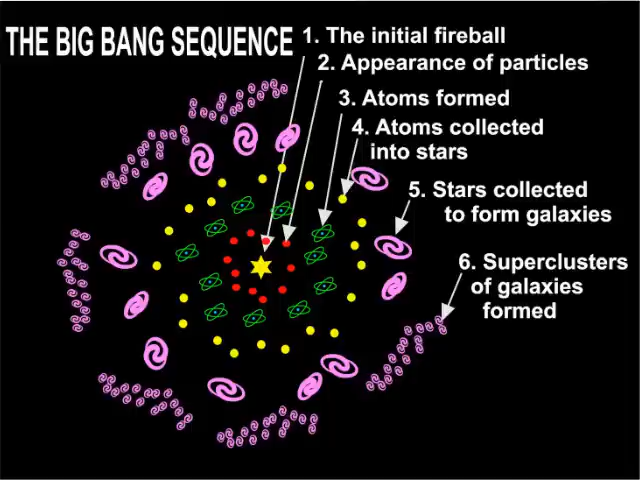 THE BIG BANG SEQUENCE
1. The initial fireball
2. Appearance of particles
3. Atoms formed
4. Atoms collected
into stars
5. Stars collected
to form galaxies
6. Superclusters
of galaxies
formed